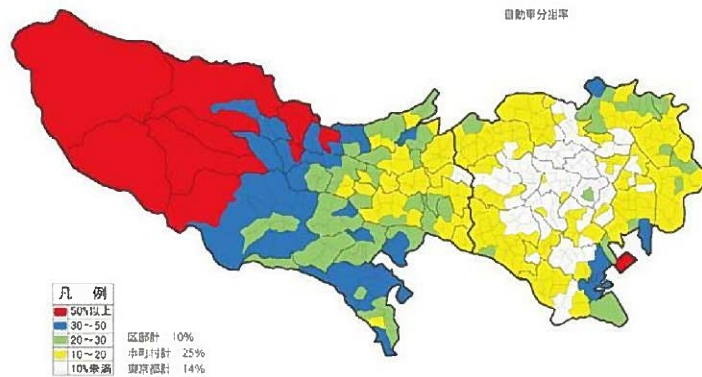 自動車分担率
凡 例
50%以上
30～50
20～30
10～20
10%未満
区部計 10%
市町村計 25%
東京都計 14%